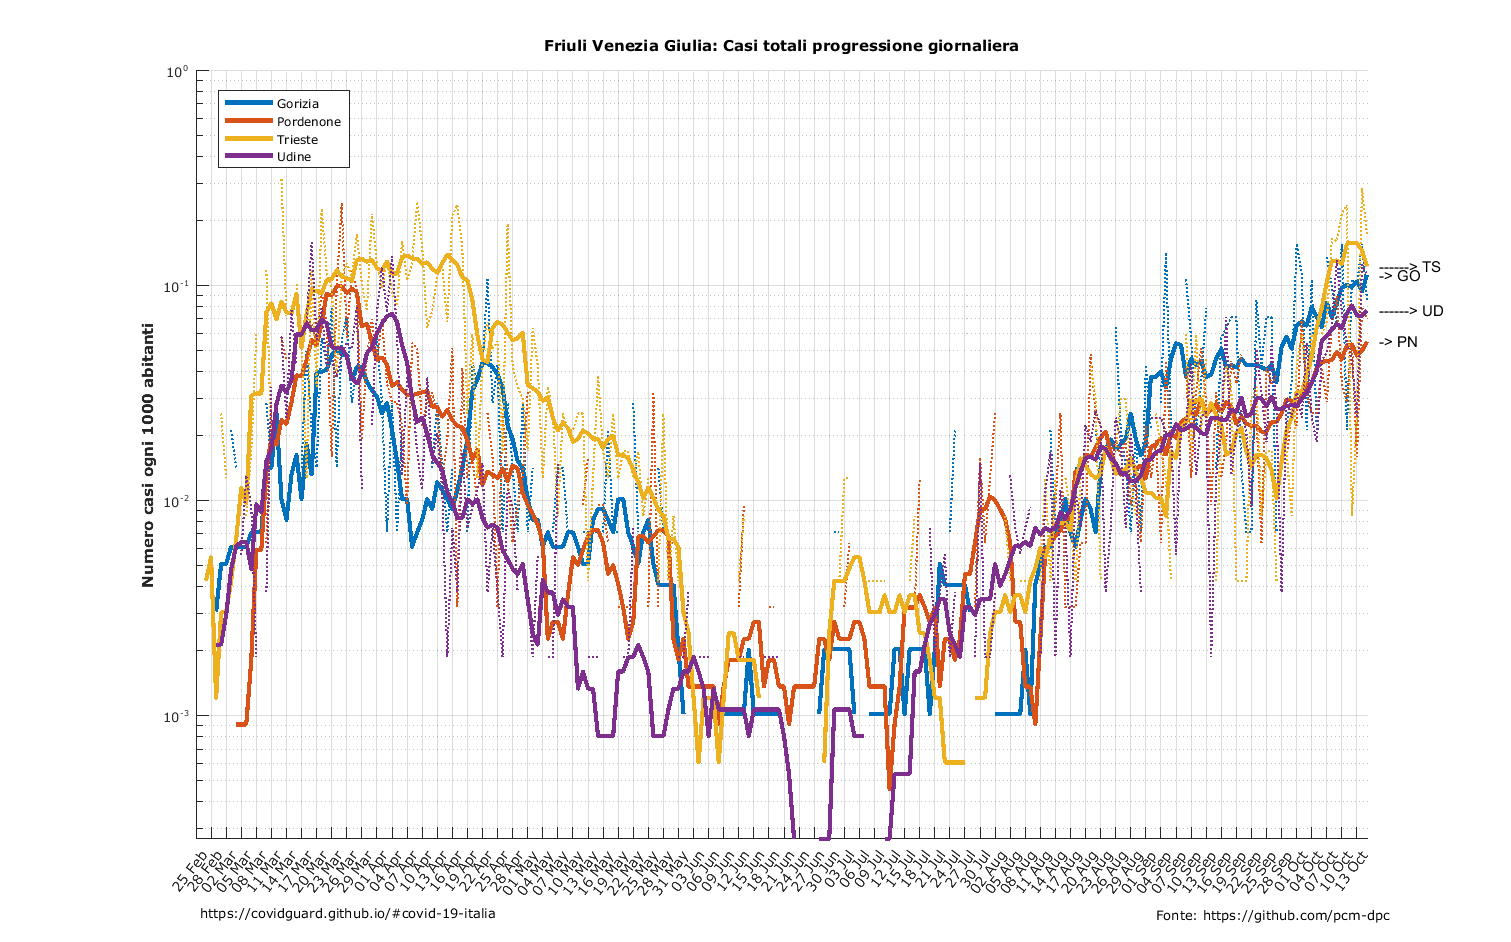 Friuli Venezia Giulia: Casi totali progressione giornaliera
Numero casi ogni 1000 abitanti
10^0
10^-1
10^-2
10^-3
Gorizia
Pordenone
Trieste
Udine
------> TS
-> GO
------> UD
-> PN
25 Feb
28 Feb
02 Mar
05 Mar
08 Mar
11 Mar
14 Mar
17 Mar
20 Mar
23 Mar
26 Mar
29 Mar
01 Apr
04 Apr
07 Apr
10 Apr
13 Apr
16 Apr
19 Apr
22 Apr
25 Apr
28 Apr
01 May
04 May
07 May
10 May
13 May
16 May
19 May
22 May
25 May
28 May
31 May
03 Jun
06 Jun
09 Jun
12 Jun
15 Jun
18 Jun
21 Jun
24 Jun
27 Jun
30 Jun
03 Jul
06 Jul
09 Jul
12 Jul
15 Jul
18 Jul
21 Jul
24 Jul
27 Jul
30 Jul
02 Aug
05 Aug
08 Aug
11 Aug
14 Aug
17 Aug
20 Aug
23 Aug
26 Aug
29 Aug
01 Sep
04 Sep
07 Sep
10 Sep
13 Sep
16 Sep
19 Sep
22 Sep
25 Sep
28 Sep
01 Oct
04 Oct
07 Oct
10 Oct
13 Oct
https://covidguard.github.io/#covid-19-italia
Fonte: https://github.com/pcm-dpc